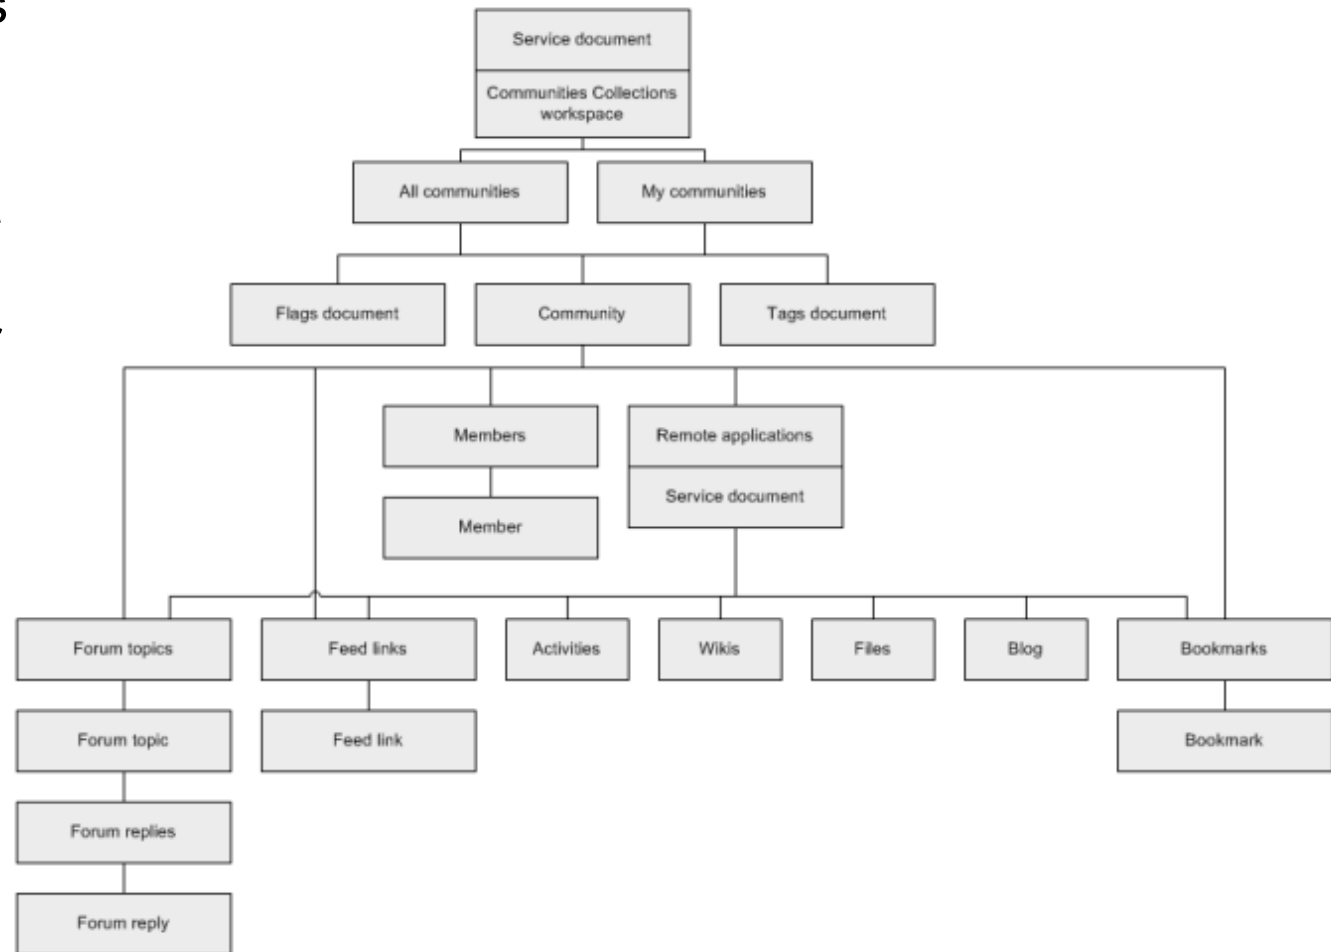 Service document
Communities Collections
workspace
All communities
My communities
Flags document
Community
Tags document
Members
Remote applications
Service document
Member
Forum topics
Feed links
Activities
Wikis
Files
Blog
Bookmarks
Forum topic
Feed link
Bookmark
Forum replies
Forum reply